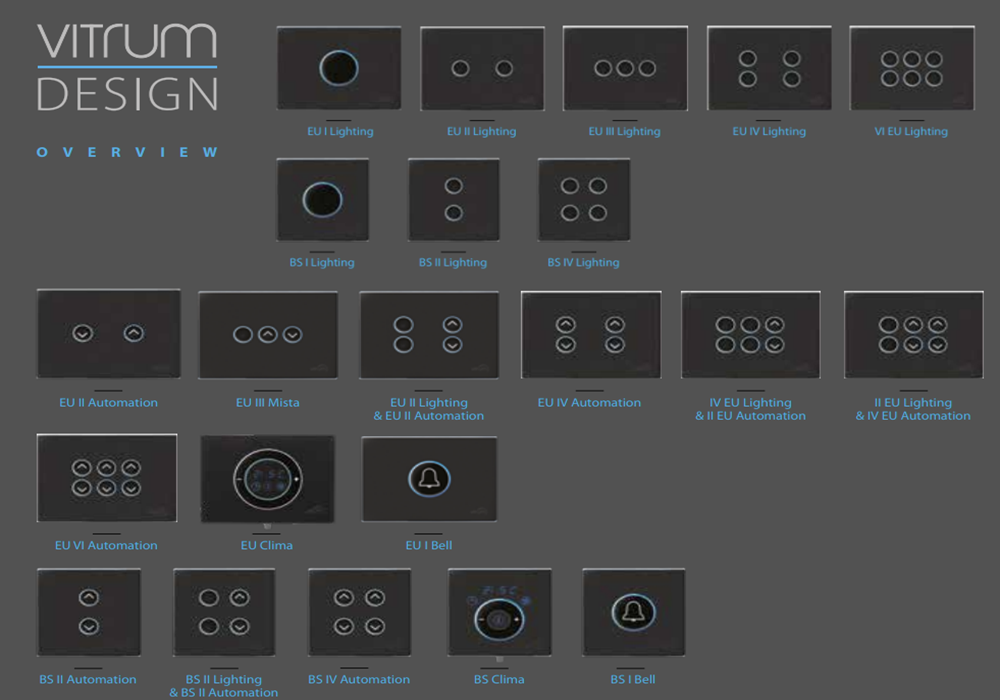 VITRUM
DESIGN
OVERVIEW
EU I Lighting
EU II Lighting
EU III Lighting
EU IV Lighting
VI EU Lighting
BS I Lighting
BS II Lighting
BS IV Lighting
EU II Automation
EU III Mista
EU II Lighting
& EU II Automation
EU IV Automation
IV EU Lighting
& II EU Automation
II EU Lighting
& IV EU Automation
EU VI Automation
EU Clima
EU I Bell
BS II Automation
BS II Lighting
& BS II Automation
BS IV Automation
BS Clima
BS I Bell